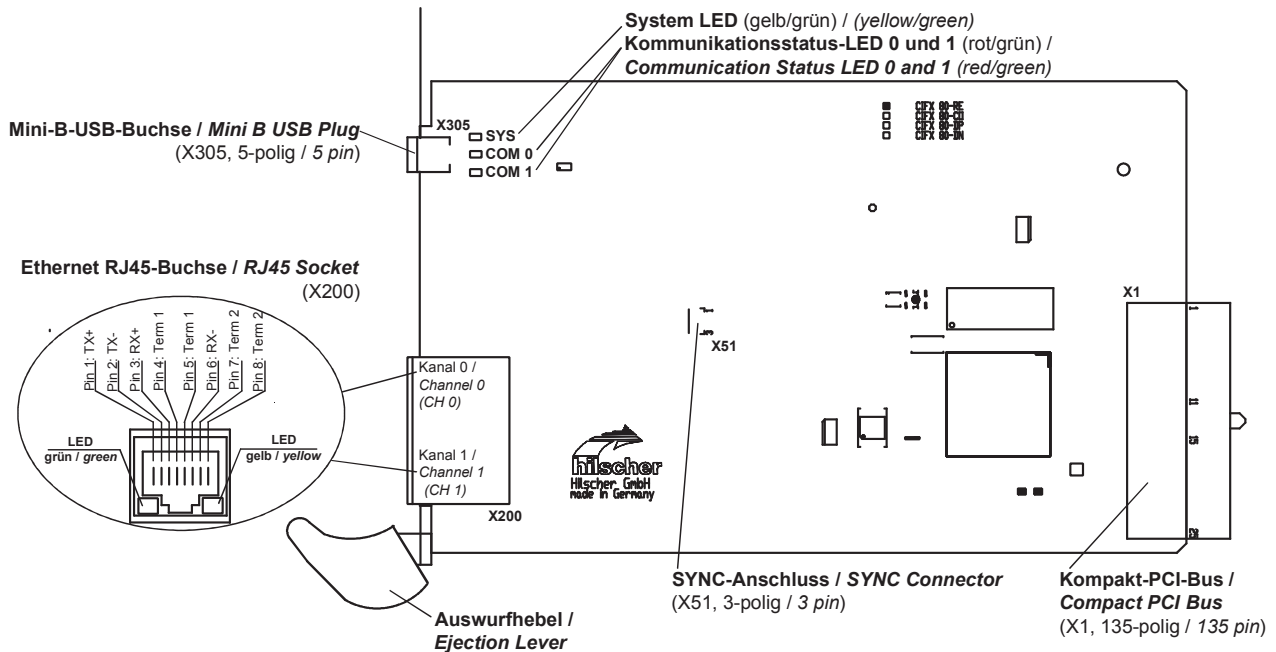 System LED (gelb/grün) / (yellow/green)
Kommunikationsstatus-LED 0 und 1 (rot/grün) /
Communication Status LED 0 and 1 (red/green)
Mini-B-USB-Buchse / Mini B USB Plug
(X305, 5-polig / 5 pin)
X305
SYS
COM 0
COM 1
CIFX 80-RE
CIFX 80-CO
CIFX 80-DP
CIFX 80-DN
Ethernet RJ45-Buchse / RJ45 Socket
(X200)
Pin 1: TX+
Pin 2: TX-
Pin 3: RX+
Pin 4: Term 1
Pin 5: Term 1
Pin 6: RX-
Pin 7: Term 2
Pin 8: Term 2
LED
grün / green
LED
gelb / yellow
Kanal 0 /
Channel 0
(CH 0)
Kanal 1 /
Channel 1
(CH 1)
X200
1
3
X51
X1
1
11
15
25
hilscher
Hilscher GmbH
made in Germany
SYNC-Anschluss / SYNC Connector
(X51, 3-polig / 3 pin)
Kompakt-PCI-Bus /
Compact PCI Bus
(X1, 135-polig / 135 pin)
Auswurfhebel /
Ejection Lever